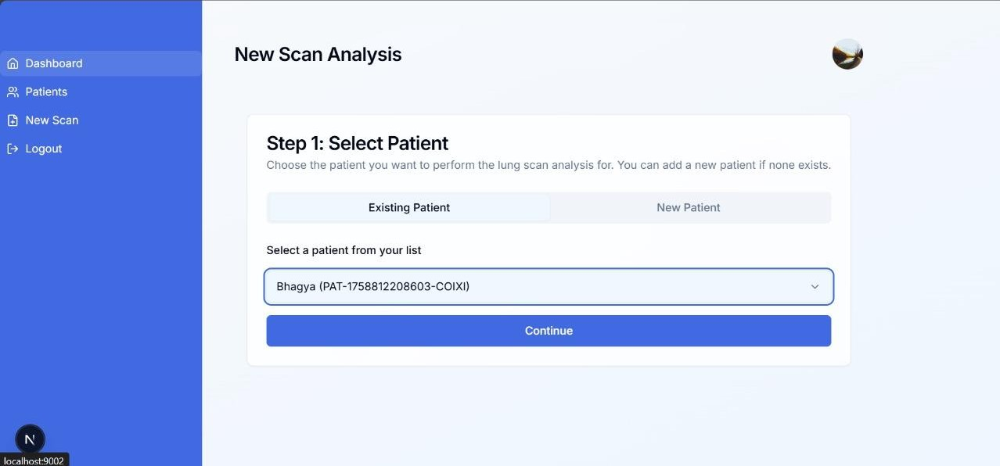 Dashboard
Patients
New Scan
Logout
New Scan Analysis
Step 1: Select Patient
Choose the patient you want to perform the lung scan analysis for. You can add a new patient if none exists.
Existing Patient
New Patient
Select a patient from your list
Bhagya (PAT-1758812208603-COIXI)
Continue
N
localhost:9002